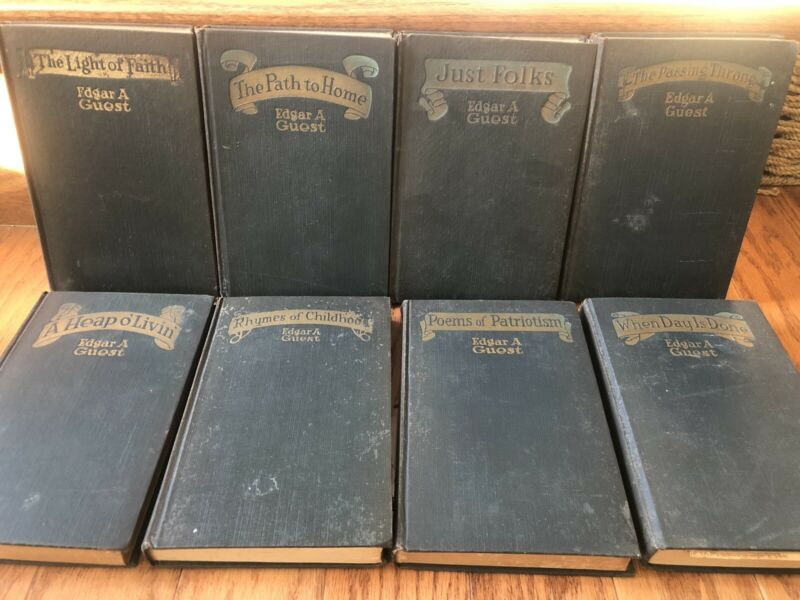 The Light of Faith
Edgar A
Guest
The Path to Home
Edgar A
Guest
Just Folks
Edgar A
Guest
The Passing Throng
Edgar A
Guest
A Heap o' Livin'
Edgar A
Guest
Rhymes of Childhood
Edgar A
Guest
Poems of Patriotism
Edgar A
Guest
When Day Is Done
Edgar A
Guest